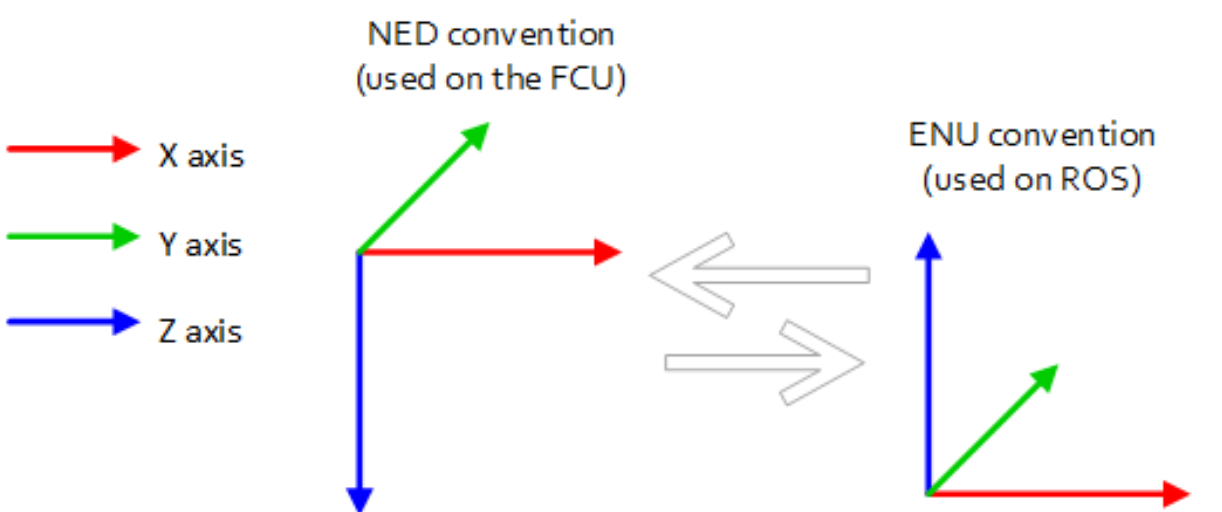 NED convention
(used on the FCU)
ENU convention
(used on ROS)
X axis
Y axis
Z axis